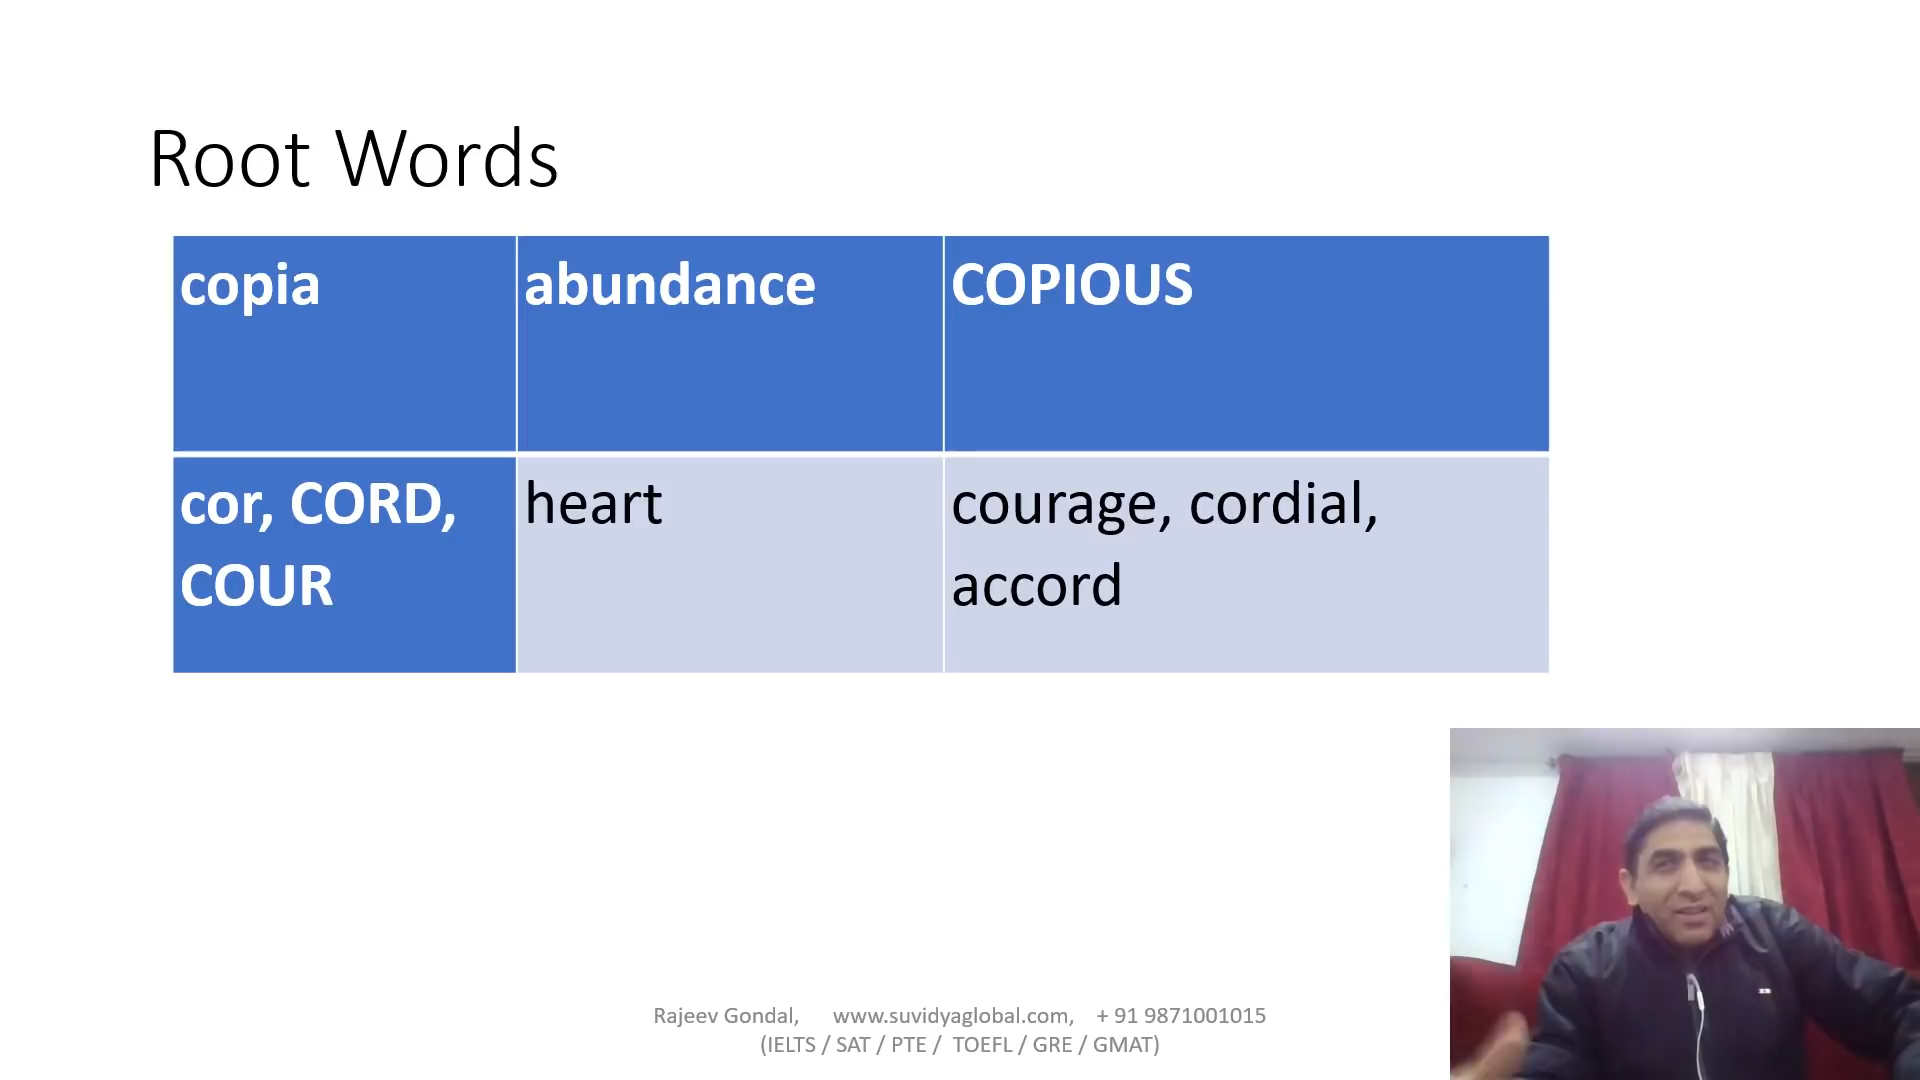 Root Words
copia abundance COPIOUS
cor, CORD, heart courage, cordial,
COUR accord
Rajeev Gondal, www.suvidyaglobal.com, + 91 9871001015
(IELTS / SAT / PTE / TOEFL / GRE / GMAT)